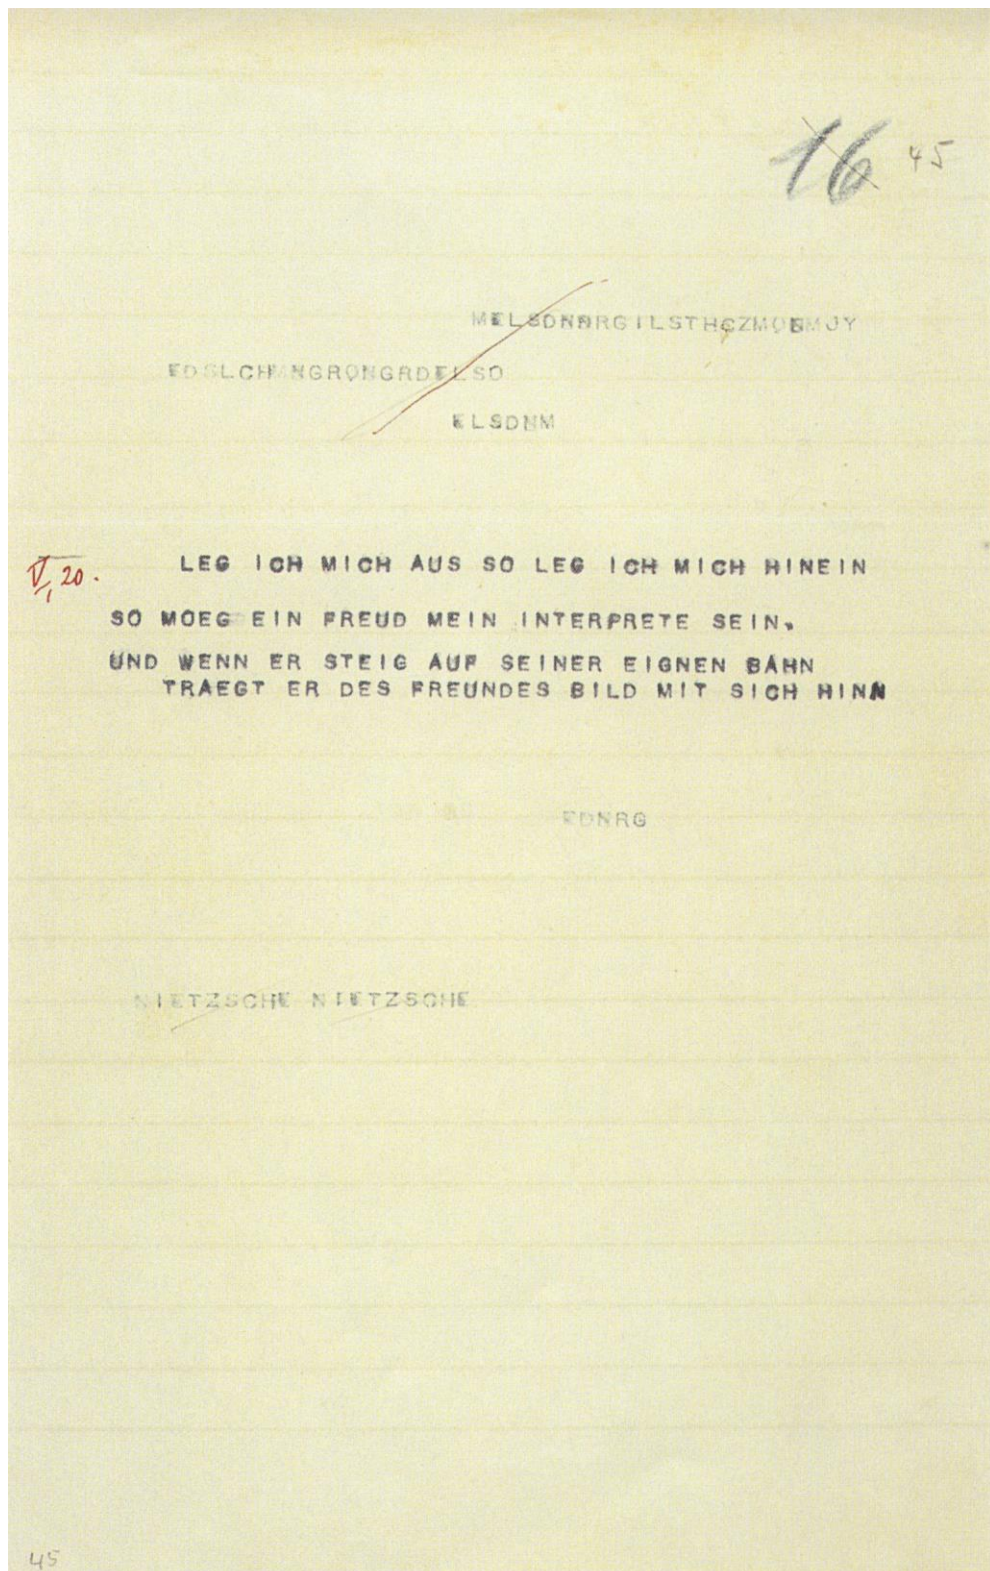 16 45
ELSDNM
V, 20.
LEG ICH MICH AUS SO LEG ICH MICH HINEIN
SO MOEG EIN FREUD MEIN INTERPRETE SEIN.
UND WENN ER STEIG AUF SEINER EIGNEN BAHN
TRAEGT ER DES FREUNDES BILD MIT SICH HINN
EDNRG
NIETZSCHE NIETZSCHE
45